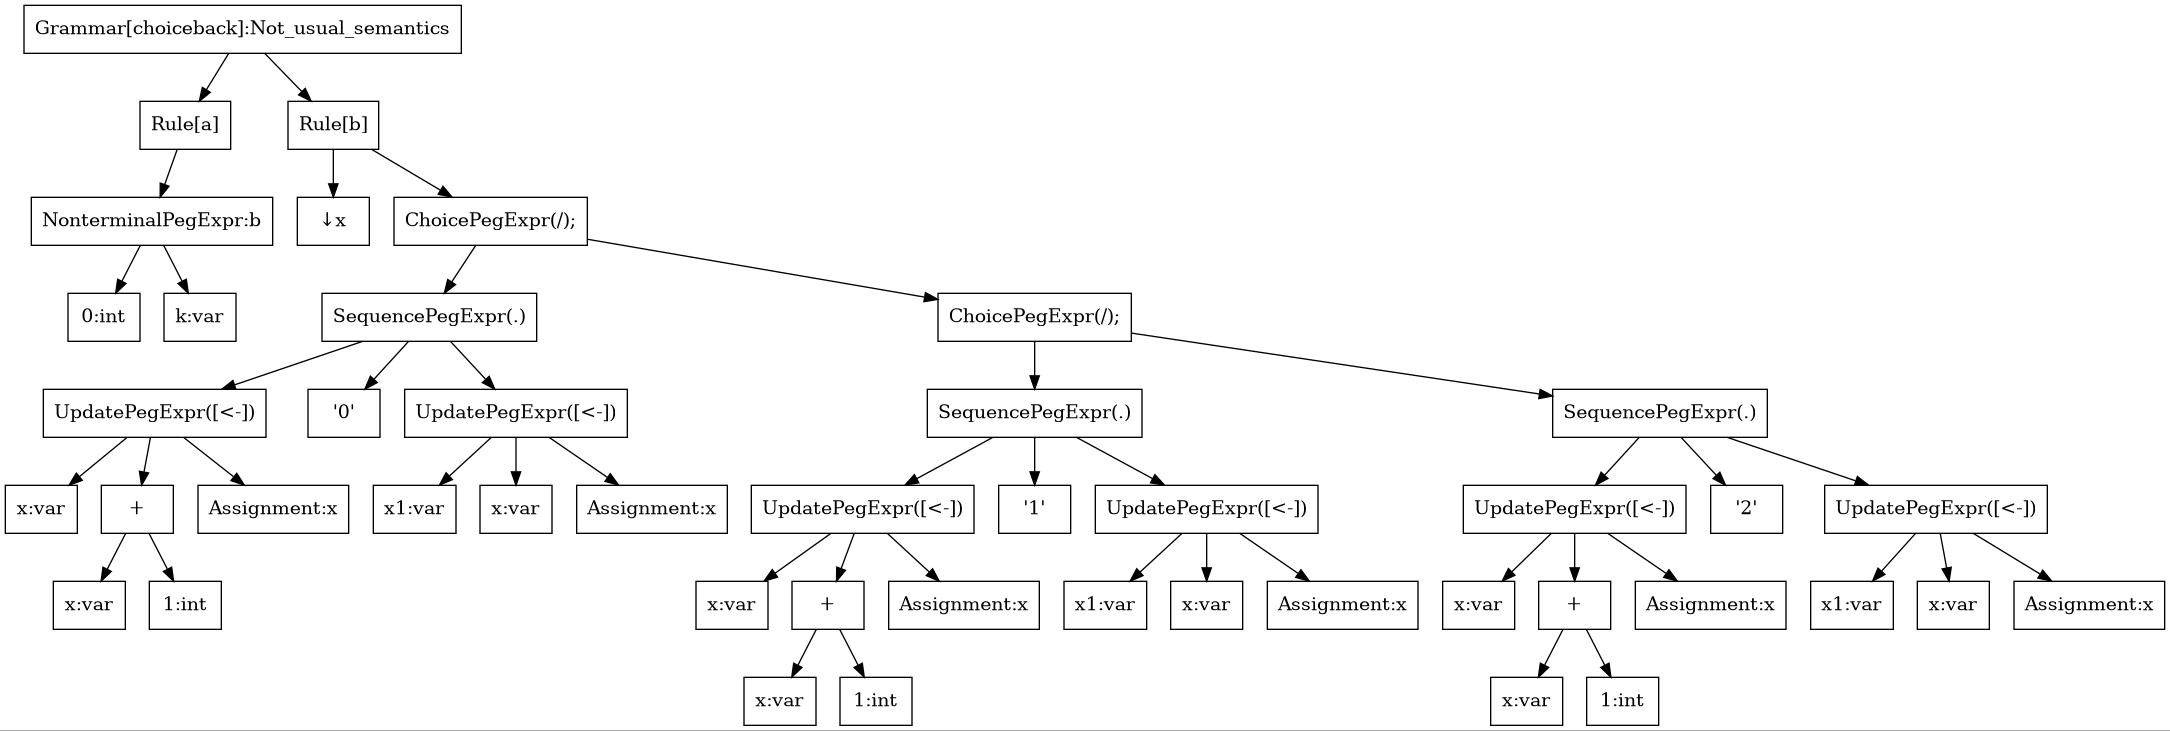 Grammar[choiceback]:Not_usual_semantics
Rule[a]
Rule[b]
NonterminalPegExpr:b
↓x
ChoicePegExpr(/);
0:int
k:var
SequencePegExpr(.)
ChoicePegExpr(/);
UpdatePegExpr([<-])
'0'
UpdatePegExpr([<-])
SequencePegExpr(.)
SequencePegExpr(.)
x:var
+
Assignment:x
x1:var
x:var
Assignment:x
UpdatePegExpr([<-])
'1'
UpdatePegExpr([<-])
UpdatePegExpr([<-])
'2'
UpdatePegExpr([<-])
x:var
1:int
x:var
+
Assignment:x
x1:var
x:var
Assignment:x
x:var
+
Assignment:x
x1:var
x:var
Assignment:x
x:var
1:int
x:var
1:int